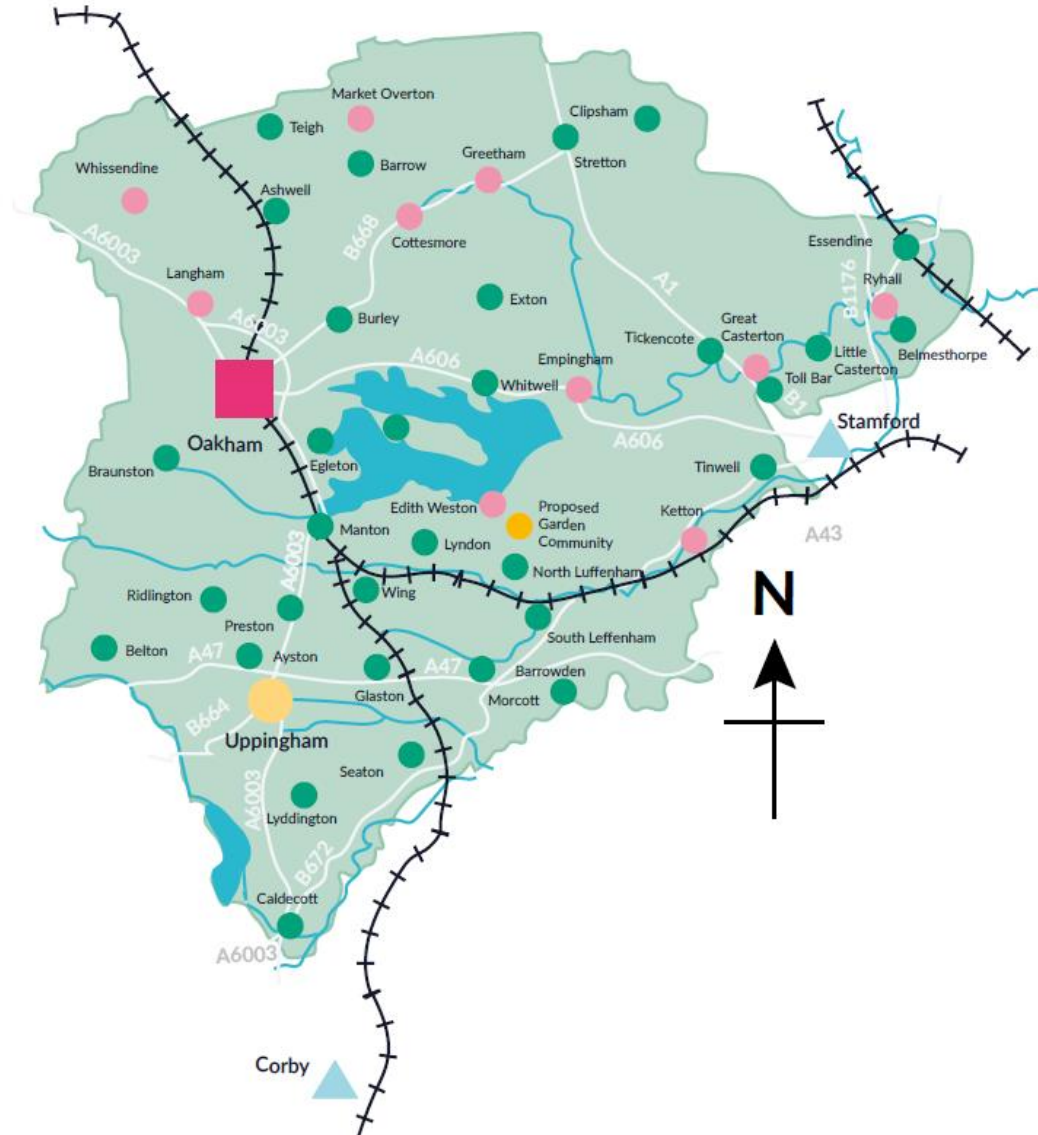 Market Overton
Clipsham
Teigh
Greetham
Stretton
Barrow
Whissendine
Ashwell
Cottesmore
B668
A6003
Essendine
Langham
A1
B1176
Ryhall
Exton
A6003
Burley
Great
Casterton
Tickencote
A606
Empingham
Little
Casterton
Belmesthorpe
Whitwell
Toll Bar
B1
Stamford
Oakham
A606
Egleton
Braunston
Tinwell
Edith Weston
Proposed
Garden
Community
Ketton
Manton
A43
Lyndon
A6003
North Luffenham
N
Wing
Ridlington
Preston
South Leffenham
Belton
A47
Ayston
A47
Barrowden
Glaston
Morcott
B664
Uppingham
Seaton
A6003
Lyddington
B672
Caldecott
A6003
Corby